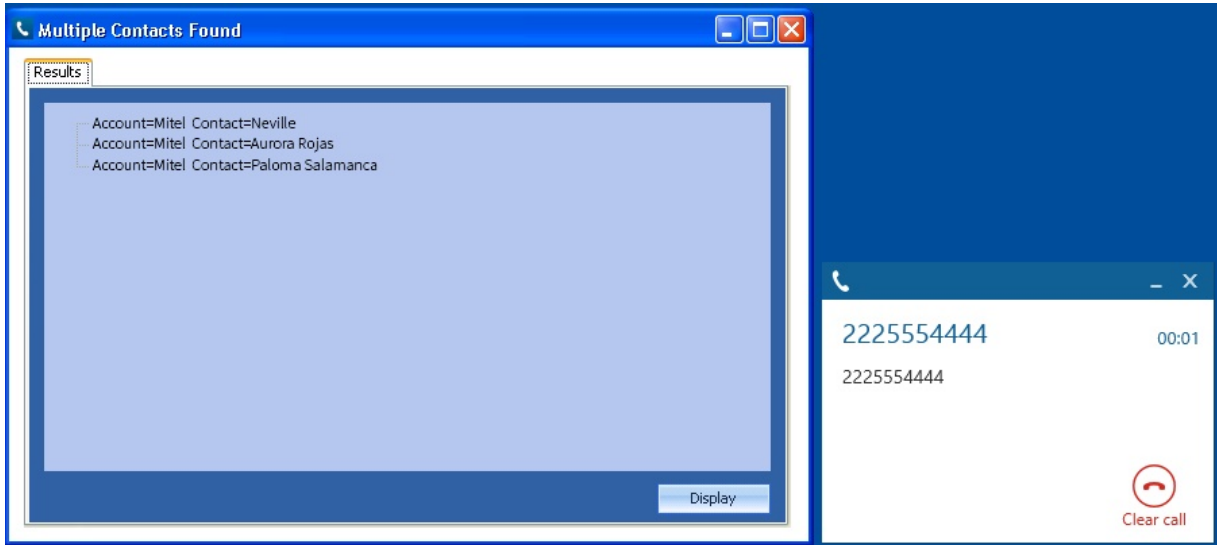 Multiple Contacts Found
Results
Account=Mitel Contact=Neville
Account=Mitel Contact=Aurora Rojas
Account=Mitel Contact=Paloma Salamanca
Display
2225554444
00:01
2225554444
Clear call